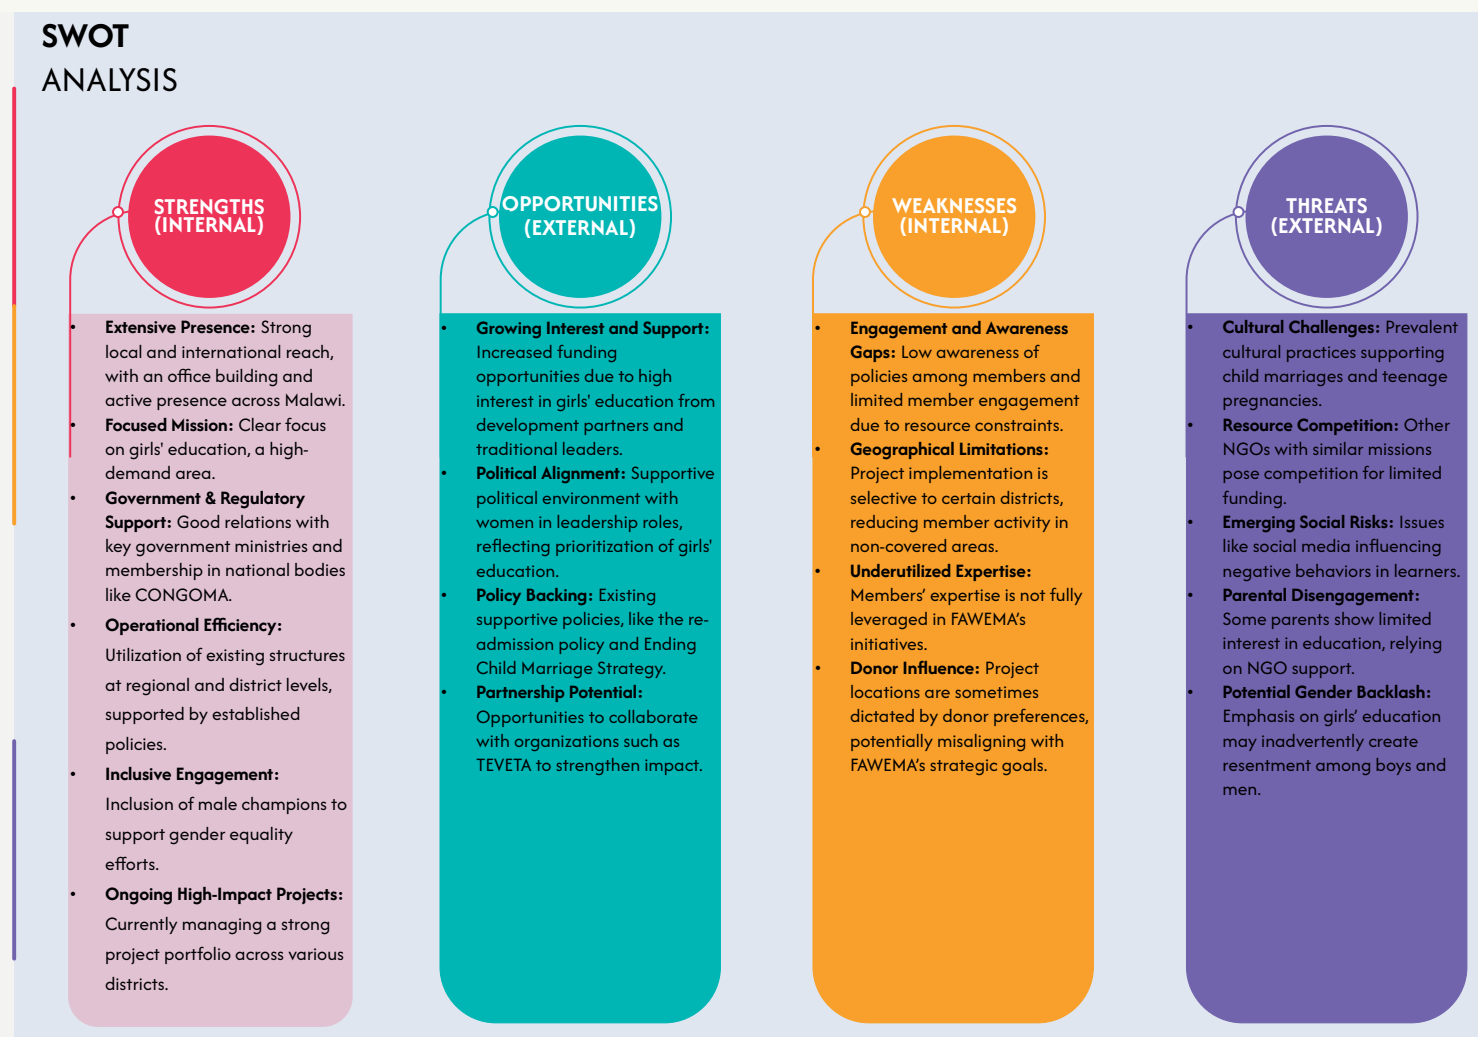 SWOT
ANALYSIS
STRENGTHS
(INTERNAL)
• Extensive Presence: Strong
local and international reach,
with an office building and
active presence across Malawi.
• Focused Mission: Clear focus
on girls' education, a high-
demand area.
• Government & Regulatory
Support: Good relations with
key government ministries and
membership in national bodies
like CONGOMA.
• Operational Efficiency:
Utilization of existing structures
at regional and district levels,
supported by established
policies.
• Inclusive Engagement:
Inclusion of male champions to
support gender equality
efforts.
• Ongoing High-Impact Projects:
Currently managing a strong
project portfolio across various
districts.
OPPORTUNITIES
(EXTERNAL)
• Growing Interest and Support:
Increased funding
opportunities due to high
interest in girls' education from
development partners and
traditional leaders.
• Political Alignment: Supportive
political environment with
women in leadership roles,
reflecting prioritization of girls'
education.
• Policy Backing: Existing
supportive policies, like the re-
admission policy and Ending
Child Marriage Strategy.
• Partnership Potential:
Opportunities to collaborate
with organizations such as
TEVETA to strengthen impact.
WEAKNESSES
(INTERNAL)
• Engagement and Awareness
Gaps: Low awareness of
policies among members and
limited member engagement
due to resource constraints.
• Geographical Limitations:
Project implementation is
selective to certain districts,
reducing member activity in
non-covered areas.
• Underutilized Expertise:
Members’ expertise is not fully
leveraged in FAWEMA’s
initiatives.
• Donor Influence: Project
locations are sometimes
dictated by donor preferences,
potentially misaligning with
FAWEMA’s strategic goals.
THREATS
(EXTERNAL)
• Cultural Challenges: Prevalent
cultural practices supporting
child marriages and teenage
pregnancies.
• Resource Competition: Other
NGOs with similar missions
pose competition for limited
funding.
• Emerging Social Risks: Issues
like social media influencing
negative behaviors in learners.
• Parental Disengagement:
Some parents show limited
interest in education, relying
on NGO support.
• Potential Gender Backlash:
Emphasis on girls’ education
may inadvertently create
resentment among boys and
men.